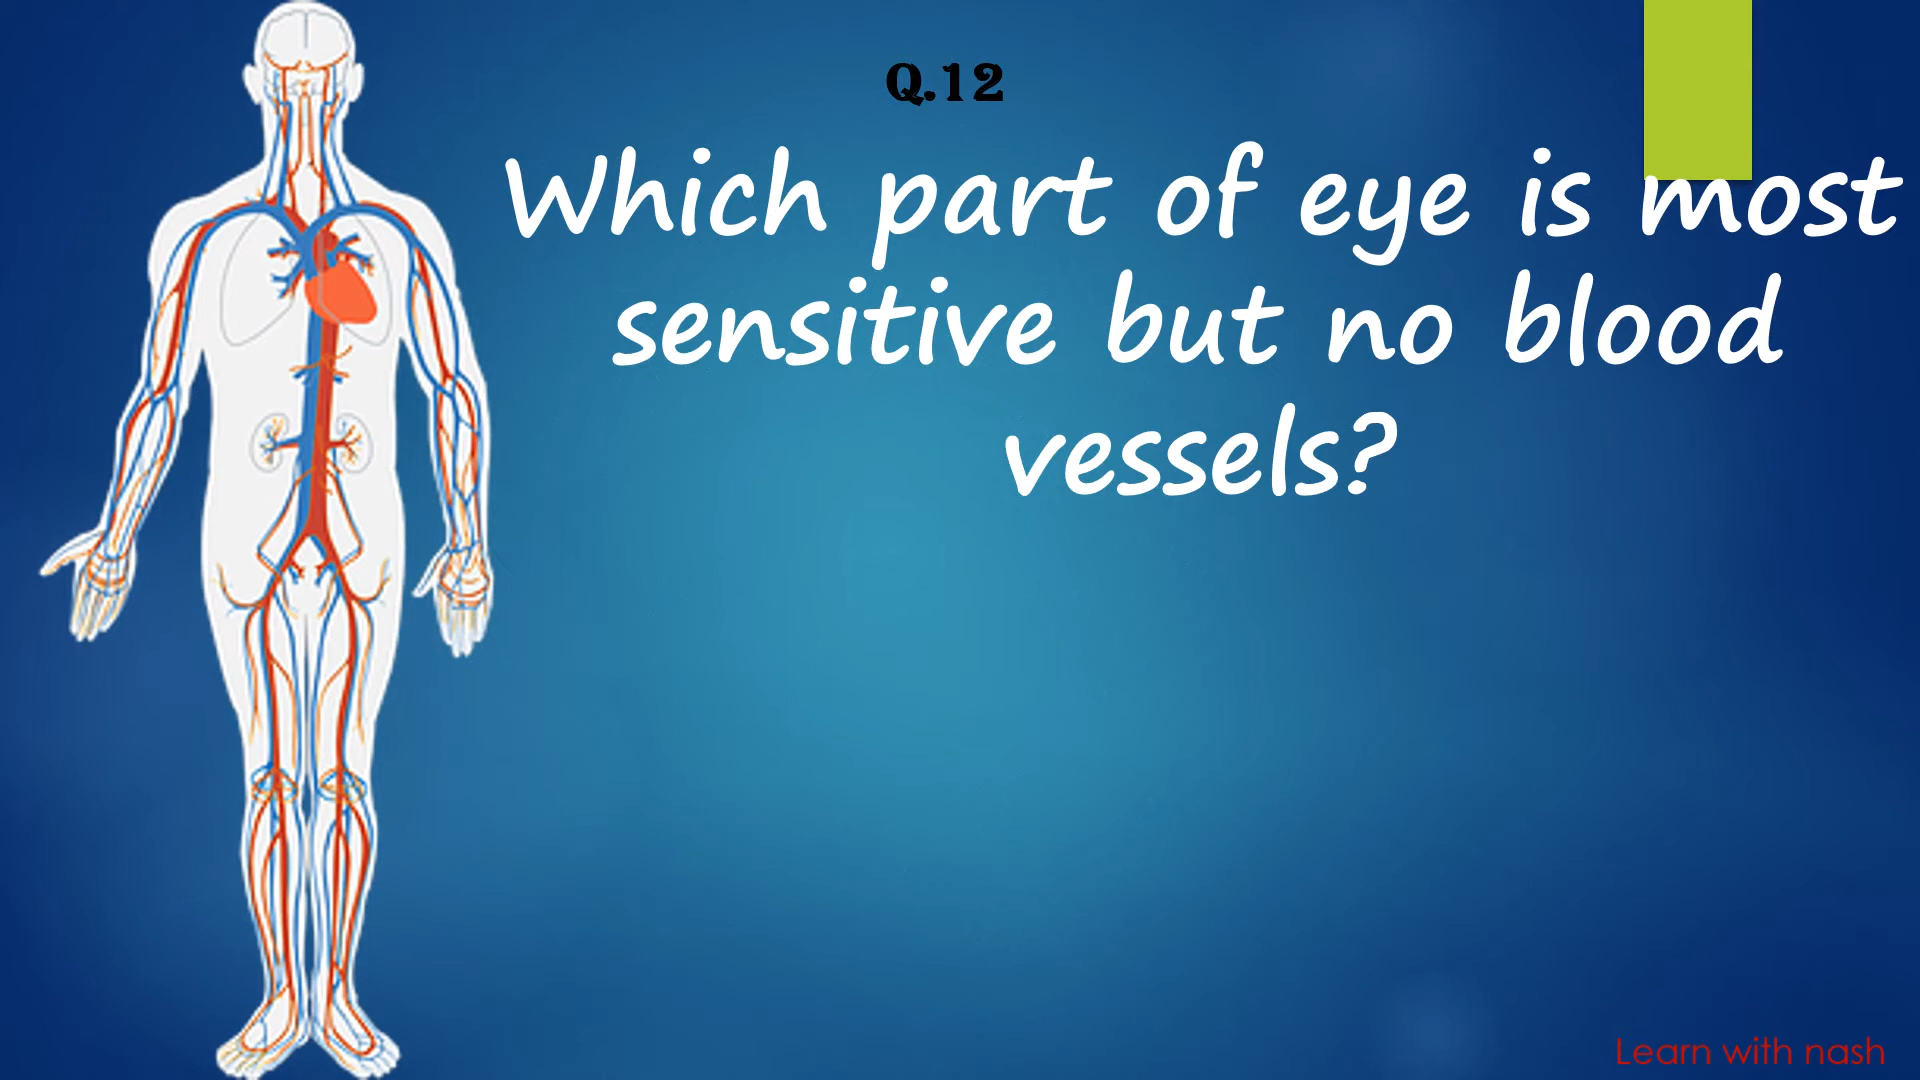 Q.12
Which part of eye is most
sensitive but no blood
vessels?
Learn with nash